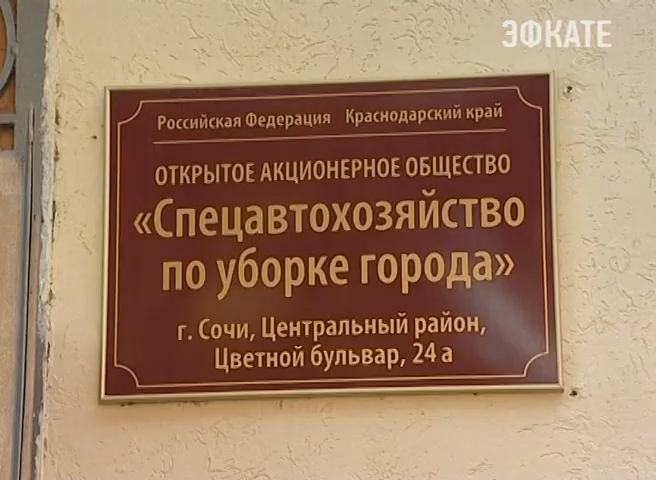 ЭФКАТЕ
Российская Федерация Краснодарский край
ОТКРЫТОЕ АКЦИОНЕРНОЕ ОБЩЕСТВО
«Спецавтохозяйство
по уборке города»
г. Сочи, Центральный район,
Цветной бульвар, 24 а